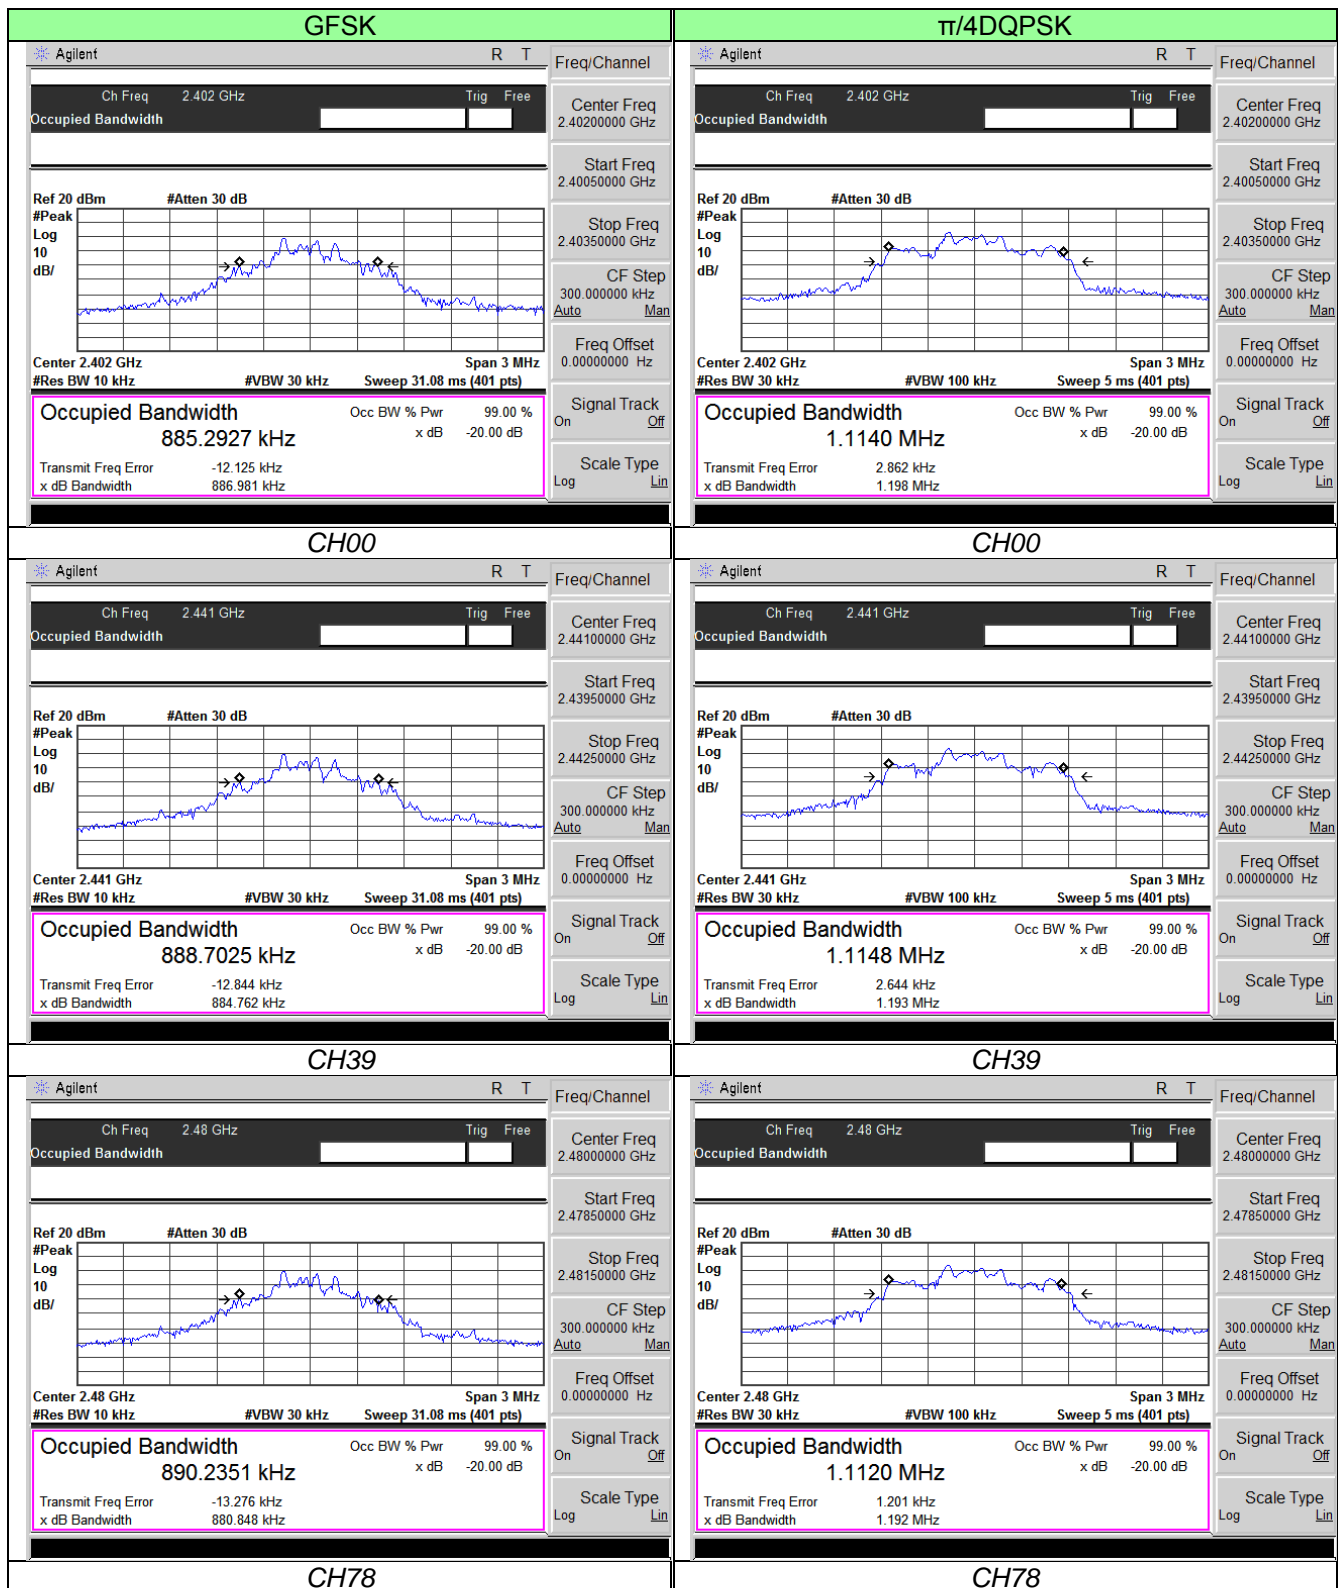 GFSK
π/4DQPSK
Agilent R T
Freq/Channel
Ch Freq 2.402 GHz Trig Free
Occupied Bandwidth
Center Freq
2.40200000 GHz
Start Freq
2.40050000 GHz
Ref 20 dBm #Atten 30 dB
#Peak
Log
10
dB/
Stop Freq
2.40350000 GHz
CF Step
300.000000 kHz
Auto Man
Freq Offset
0.00000000 Hz
Center 2.402 GHz Span 3 MHz
#Res BW 10 kHz #VBW 30 kHz Sweep 31.08 ms (401 pts)
Occupied Bandwidth Occ BW % Pwr 99.00 %
885.2927 kHz x dB -20.00 dB
Transmit Freq Error -12.125 kHz
x dB Bandwidth 886.981 kHz
Signal Track
On Off
Scale Type
Log Lin
CH00
Agilent R T
Freq/Channel
Ch Freq 2.402 GHz Trig Free
Occupied Bandwidth
Center Freq
2.40200000 GHz
Start Freq
2.40050000 GHz
Ref 20 dBm #Atten 30 dB
#Peak
Log
10
dB/
Stop Freq
2.40350000 GHz
CF Step
300.000000 kHz
Auto Man
Freq Offset
0.00000000 Hz
Center 2.402 GHz Span 3 MHz
#Res BW 30 kHz #VBW 100 kHz Sweep 5 ms (401 pts)
Occupied Bandwidth Occ BW % Pwr 99.00 %
1.1140 MHz x dB -20.00 dB
Transmit Freq Error 2.862 kHz
x dB Bandwidth 1.198 MHz
Signal Track
On Off
Scale Type
Log Lin
CH00
Agilent R T
Freq/Channel
Ch Freq 2.441 GHz Trig Free
Occupied Bandwidth
Center Freq
2.44100000 GHz
Start Freq
2.43950000 GHz
Ref 20 dBm #Atten 30 dB
#Peak
Log
10
dB/
Stop Freq
2.44250000 GHz
CF Step
300.000000 kHz
Auto Man
Freq Offset
0.00000000 Hz
Center 2.441 GHz Span 3 MHz
#Res BW 10 kHz #VBW 30 kHz Sweep 31.08 ms (401 pts)
Occupied Bandwidth Occ BW % Pwr 99.00 %
888.7025 kHz x dB -20.00 dB
Transmit Freq Error -12.844 kHz
x dB Bandwidth 884.762 kHz
Signal Track
On Off
Scale Type
Log Lin
CH39
Agilent R T
Freq/Channel
Ch Freq 2.441 GHz Trig Free
Occupied Bandwidth
Center Freq
2.44100000 GHz
Start Freq
2.43950000 GHz
Ref 20 dBm #Atten 30 dB
#Peak
Log
10
dB/
Stop Freq
2.44250000 GHz
CF Step
300.000000 kHz
Auto Man
Freq Offset
0.00000000 Hz
Center 2.441 GHz Span 3 MHz
#Res BW 30 kHz #VBW 100 kHz Sweep 5 ms (401 pts)
Occupied Bandwidth Occ BW % Pwr 99.00 %
1.1148 MHz x dB -20.00 dB
Transmit Freq Error 2.644 kHz
x dB Bandwidth 1.193 MHz
Signal Track
On Off
Scale Type
Log Lin
CH39
Agilent R T
Freq/Channel
Ch Freq 2.48 GHz Trig Free
Occupied Bandwidth
Center Freq
2.48000000 GHz
Start Freq
2.47850000 GHz
Ref 20 dBm #Atten 30 dB
#Peak
Log
10
dB/
Stop Freq
2.48150000 GHz
CF Step
300.000000 kHz
Auto Man
Freq Offset
0.00000000 Hz
Center 2.48 GHz Span 3 MHz
#Res BW 10 kHz #VBW 30 kHz Sweep 31.08 ms (401 pts)
Occupied Bandwidth Occ BW % Pwr 99.00 %
890.2351 kHz x dB -20.00 dB
Transmit Freq Error -13.276 kHz
x dB Bandwidth 880.848 kHz
Signal Track
On Off
Scale Type
Log Lin
CH78
Agilent R T
Freq/Channel
Ch Freq 2.48 GHz Trig Free
Occupied Bandwidth
Center Freq
2.48000000 GHz
Start Freq
2.47850000 GHz
Ref 20 dBm #Atten 30 dB
#Peak
Log
10
dB/
Stop Freq
2.48150000 GHz
CF Step
300.000000 kHz
Auto Man
Freq Offset
0.00000000 Hz
Center 2.48 GHz Span 3 MHz
#Res BW 30 kHz #VBW 100 kHz Sweep 5 ms (401 pts)
Occupied Bandwidth Occ BW % Pwr 99.00 %
1.1120 MHz x dB -20.00 dB
Transmit Freq Error 1.201 kHz
x dB Bandwidth 1.192 MHz
Signal Track
On Off
Scale Type
Log Lin
CH78